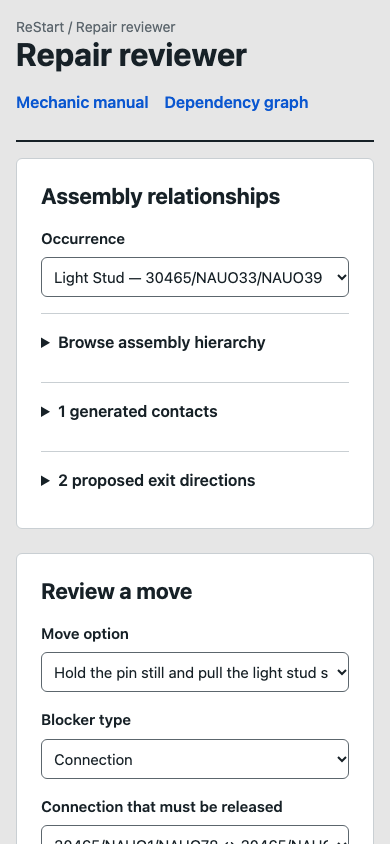 ReStart / Repair reviewer
Repair reviewer
Mechanic manual Dependency graph
Assembly relationships
Occurrence
Light Stud — 30465/NAUO33/NAUO39
Browse assembly hierarchy
1 generated contacts
2 proposed exit directions
Review a move
Move option
Hold the pin still and pull the light stud s
Blocker type
Connection
Connection that must be released